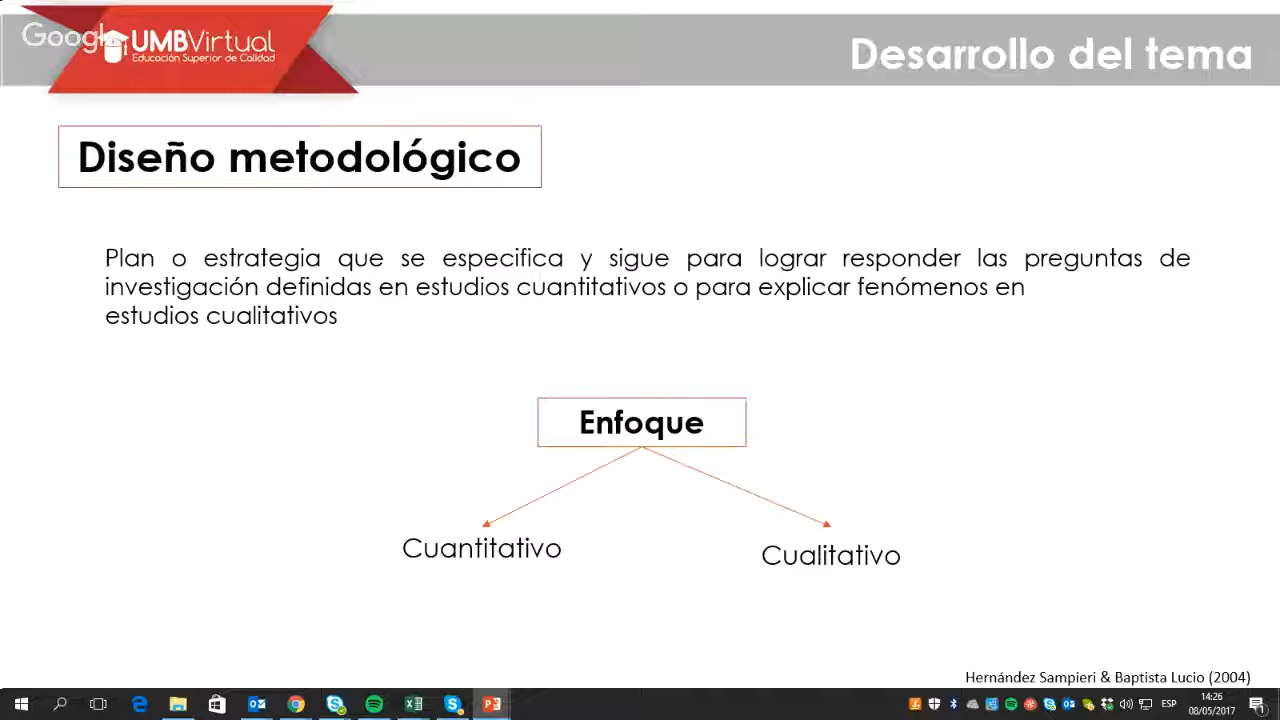 Google
UMBVirtual
Educación Superior de Calidad
Desarrollo del tema
Diseño metodológico
Plan o estrategia que se especifica y sigue para lograr responder las preguntas de
investigación definidas en estudios cuantitativos o para explicar fenómenos en
estudios cualitativos
Enfoque
Cuantitativo
Cualitativo
Hernández Sampieri & Baptista Lucio (2004)
ESP
14:26
08/05/2017